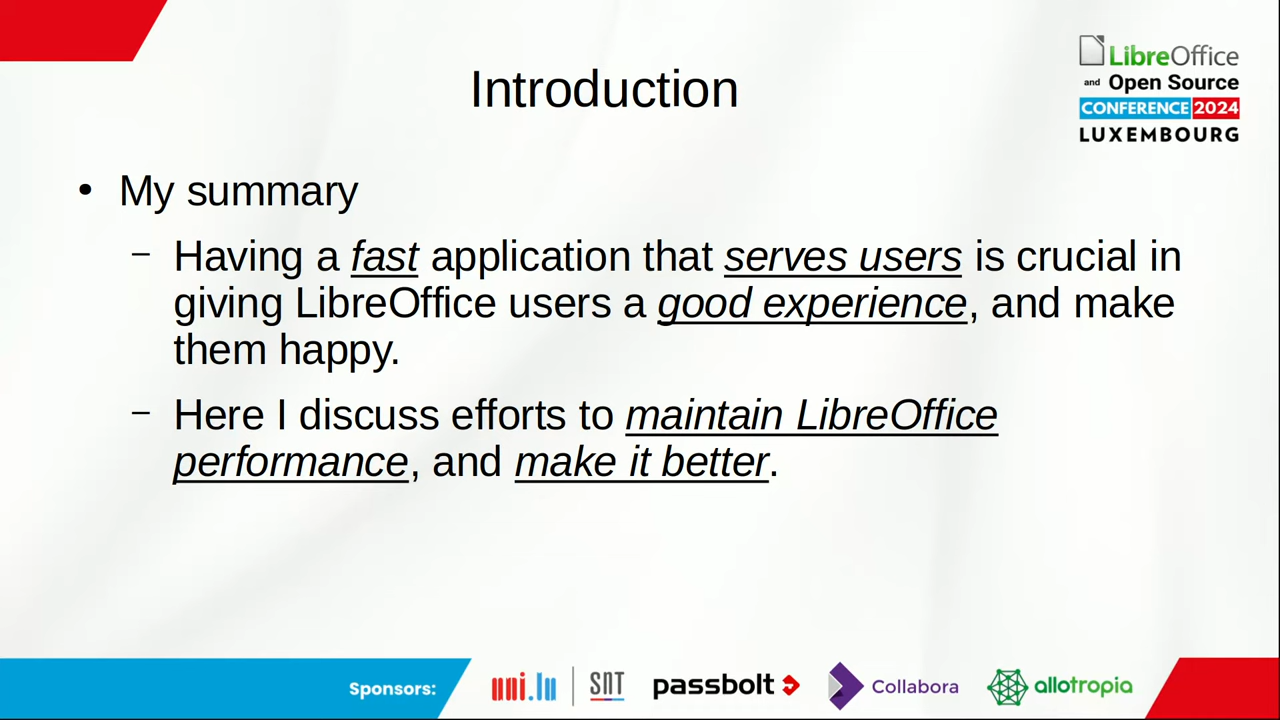 LibreOffice
and Open Source
CONFERENCE 2024
LUXEMBOURG
Introduction
• My summary
– Having a fast application that serves users is crucial in
giving LibreOffice users a good experience, and make
them happy.
– Here I discuss efforts to maintain LibreOffice
performance, and make it better.
Sponsors: uni.lu SNT passbolt Collabora allotropia